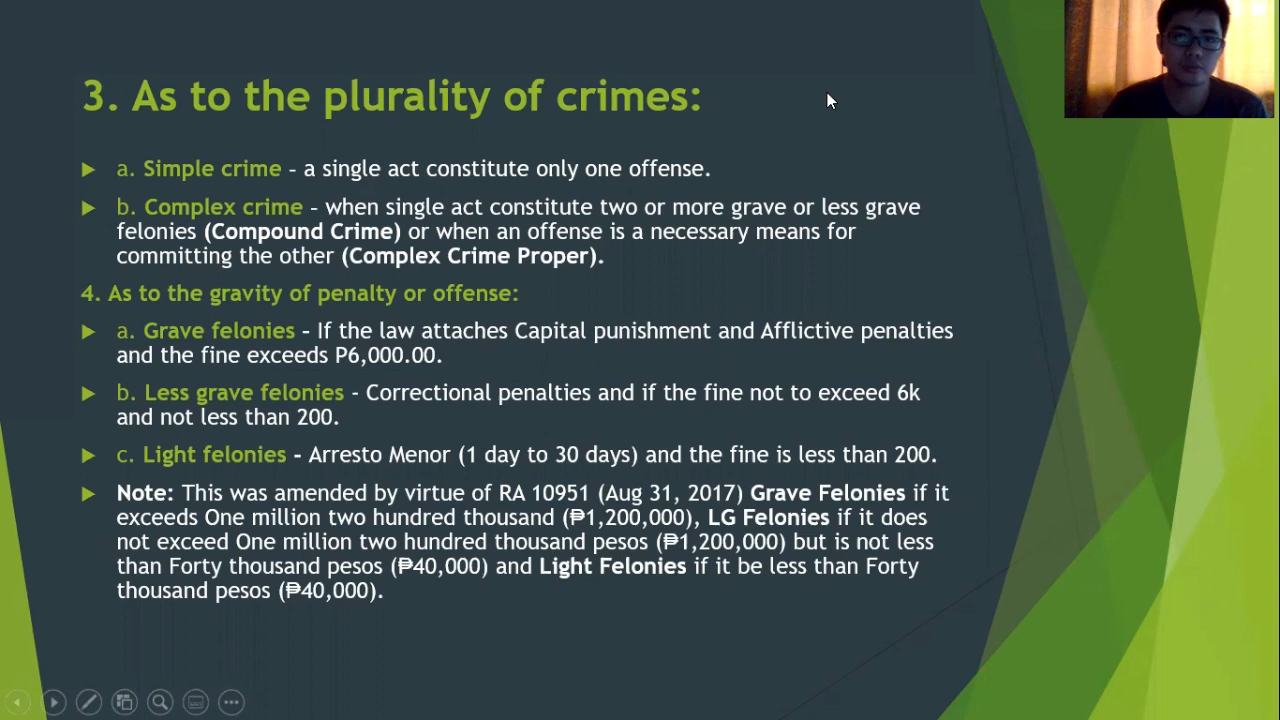 3. As to the plurality of crimes:
a. Simple crime – a single act constitute only one offense.
b. Complex crime – when single act constitute two or more grave or less grave
felonies (Compound Crime) or when an offense is a necessary means for
committing the other (Complex Crime Proper).
4. As to the gravity of penalty or offense:
a. Grave felonies – If the law attaches Capital punishment and Afflictive penalties
and the fine exceeds P6,000.00.
b. Less grave felonies - Correctional penalties and if the fine not to exceed 6k
and not less than 200.
c. Light felonies – Arresto Menor (1 day to 30 days) and the fine is less than 200.
Note: This was amended by virtue of RA 10951 (Aug 31, 2017) Grave Felonies if it
exceeds One million two hundred thousand (₱1,200,000), LG Felonies if it does
not exceed One million two hundred thousand pesos (₱1,200,000) but is not less
than Forty thousand pesos (₱40,000) and Light Felonies if it be less than Forty
thousand pesos (₱40,000).